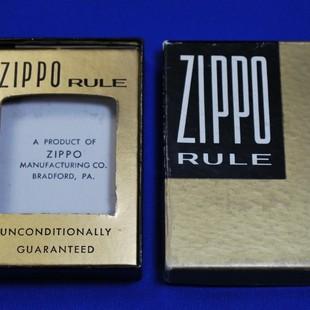 ZIPPO RULE
A PRODUCT OF
ZIPPO
MANUFACTURING CO.
BRADFORD, PA.
UNCONDITIONALLY
GUARANTEED
ZIPPO
RULE